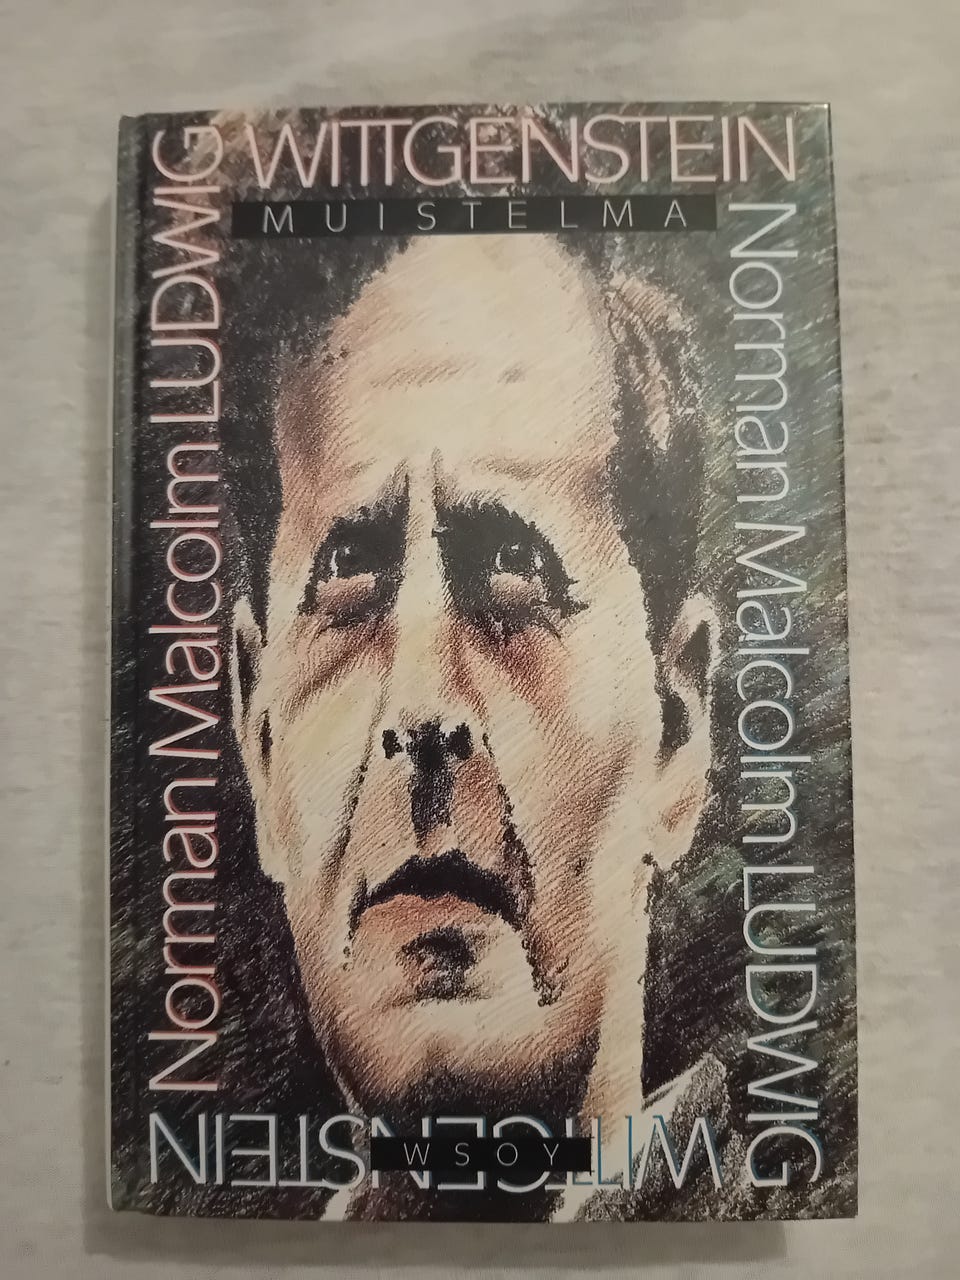 Norman Malcolm LUDWIG
WITTGENSTEIN
MUISTELMA
Norman Malcolm LUDWIG
WITTGENSTEIN
WSOY